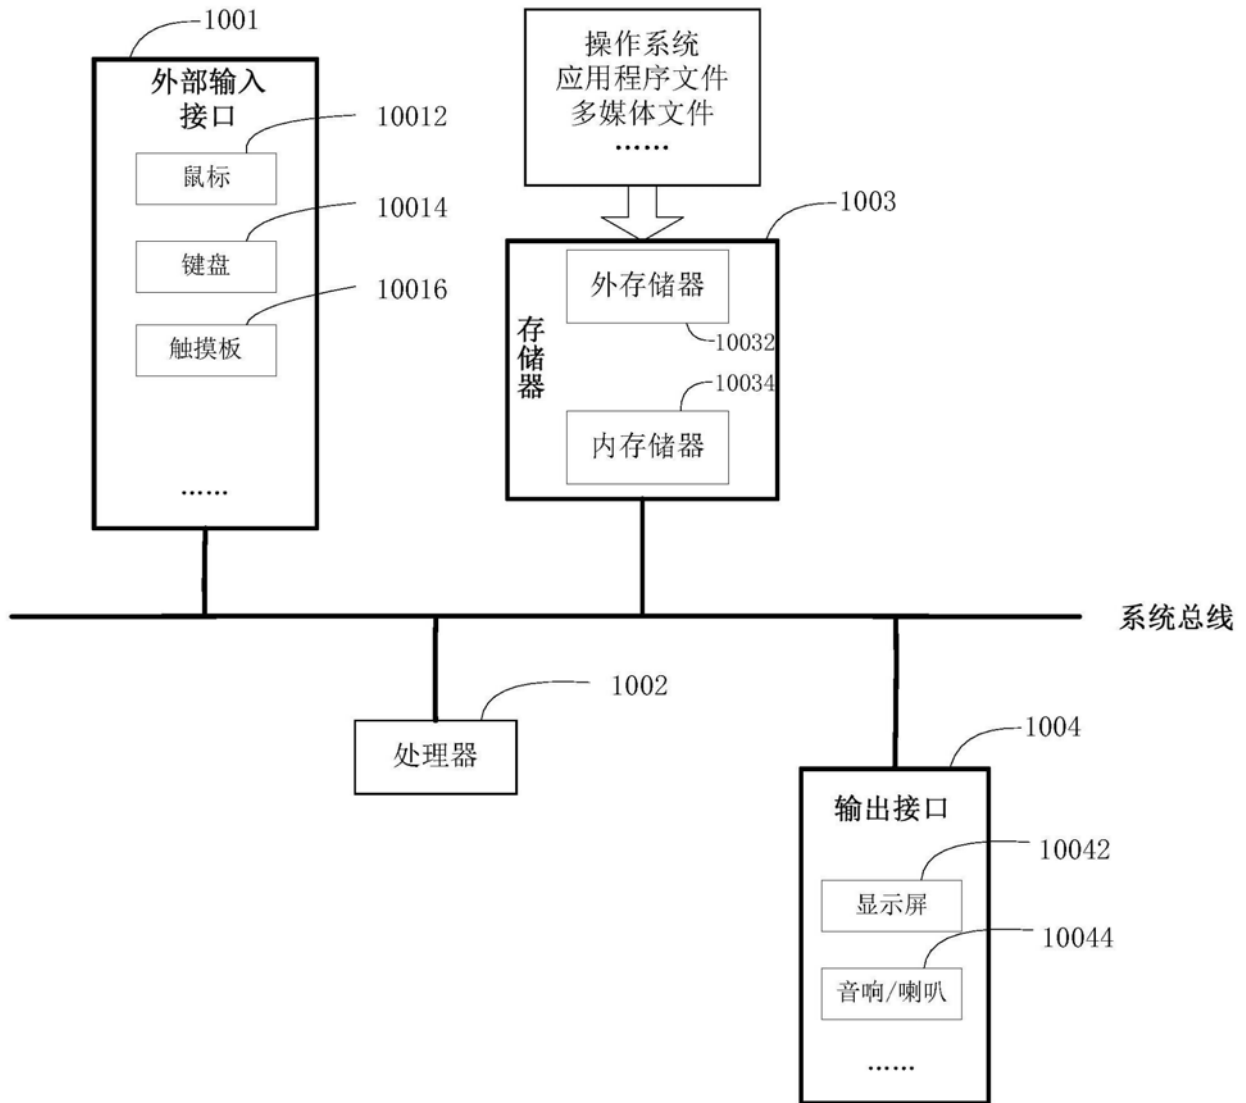 1001
外部输入
接口
10012
鼠标
10014
键盘
10016
触摸板
……
操作系统
应用程序文件
多媒体文件
……
1003
外存储器
10032
存储器
10034
内存储器
系统总线
1002
处理器
1004
输出接口
10042
显示屏
10044
音响/喇叭
……